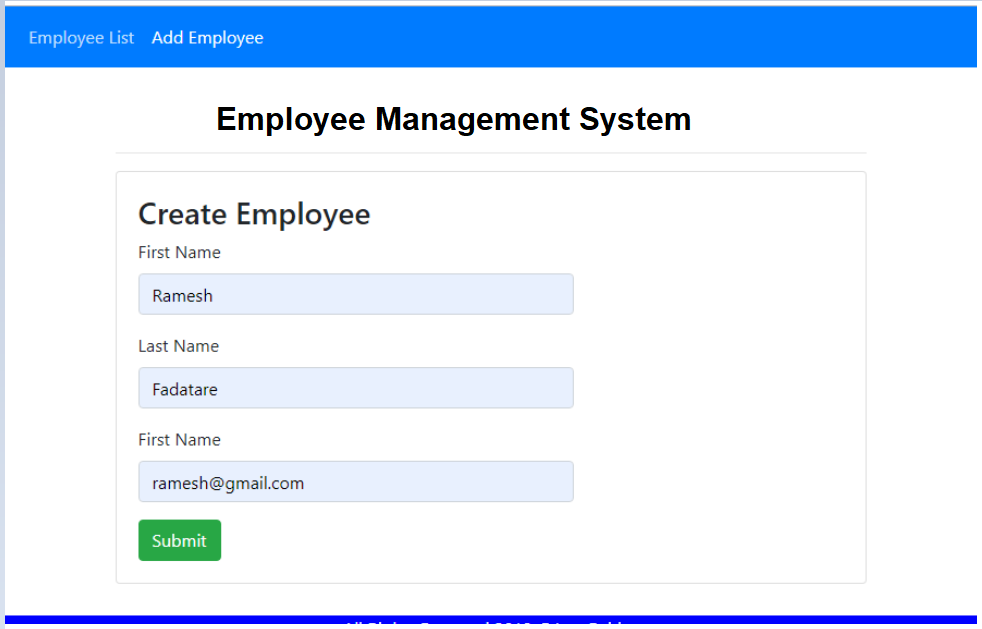 Employee List Add Employee
Employee Management System
Create Employee
First Name
Ramesh
Last Name
Fadatare
First Name
ramesh@gmail.com
Submit